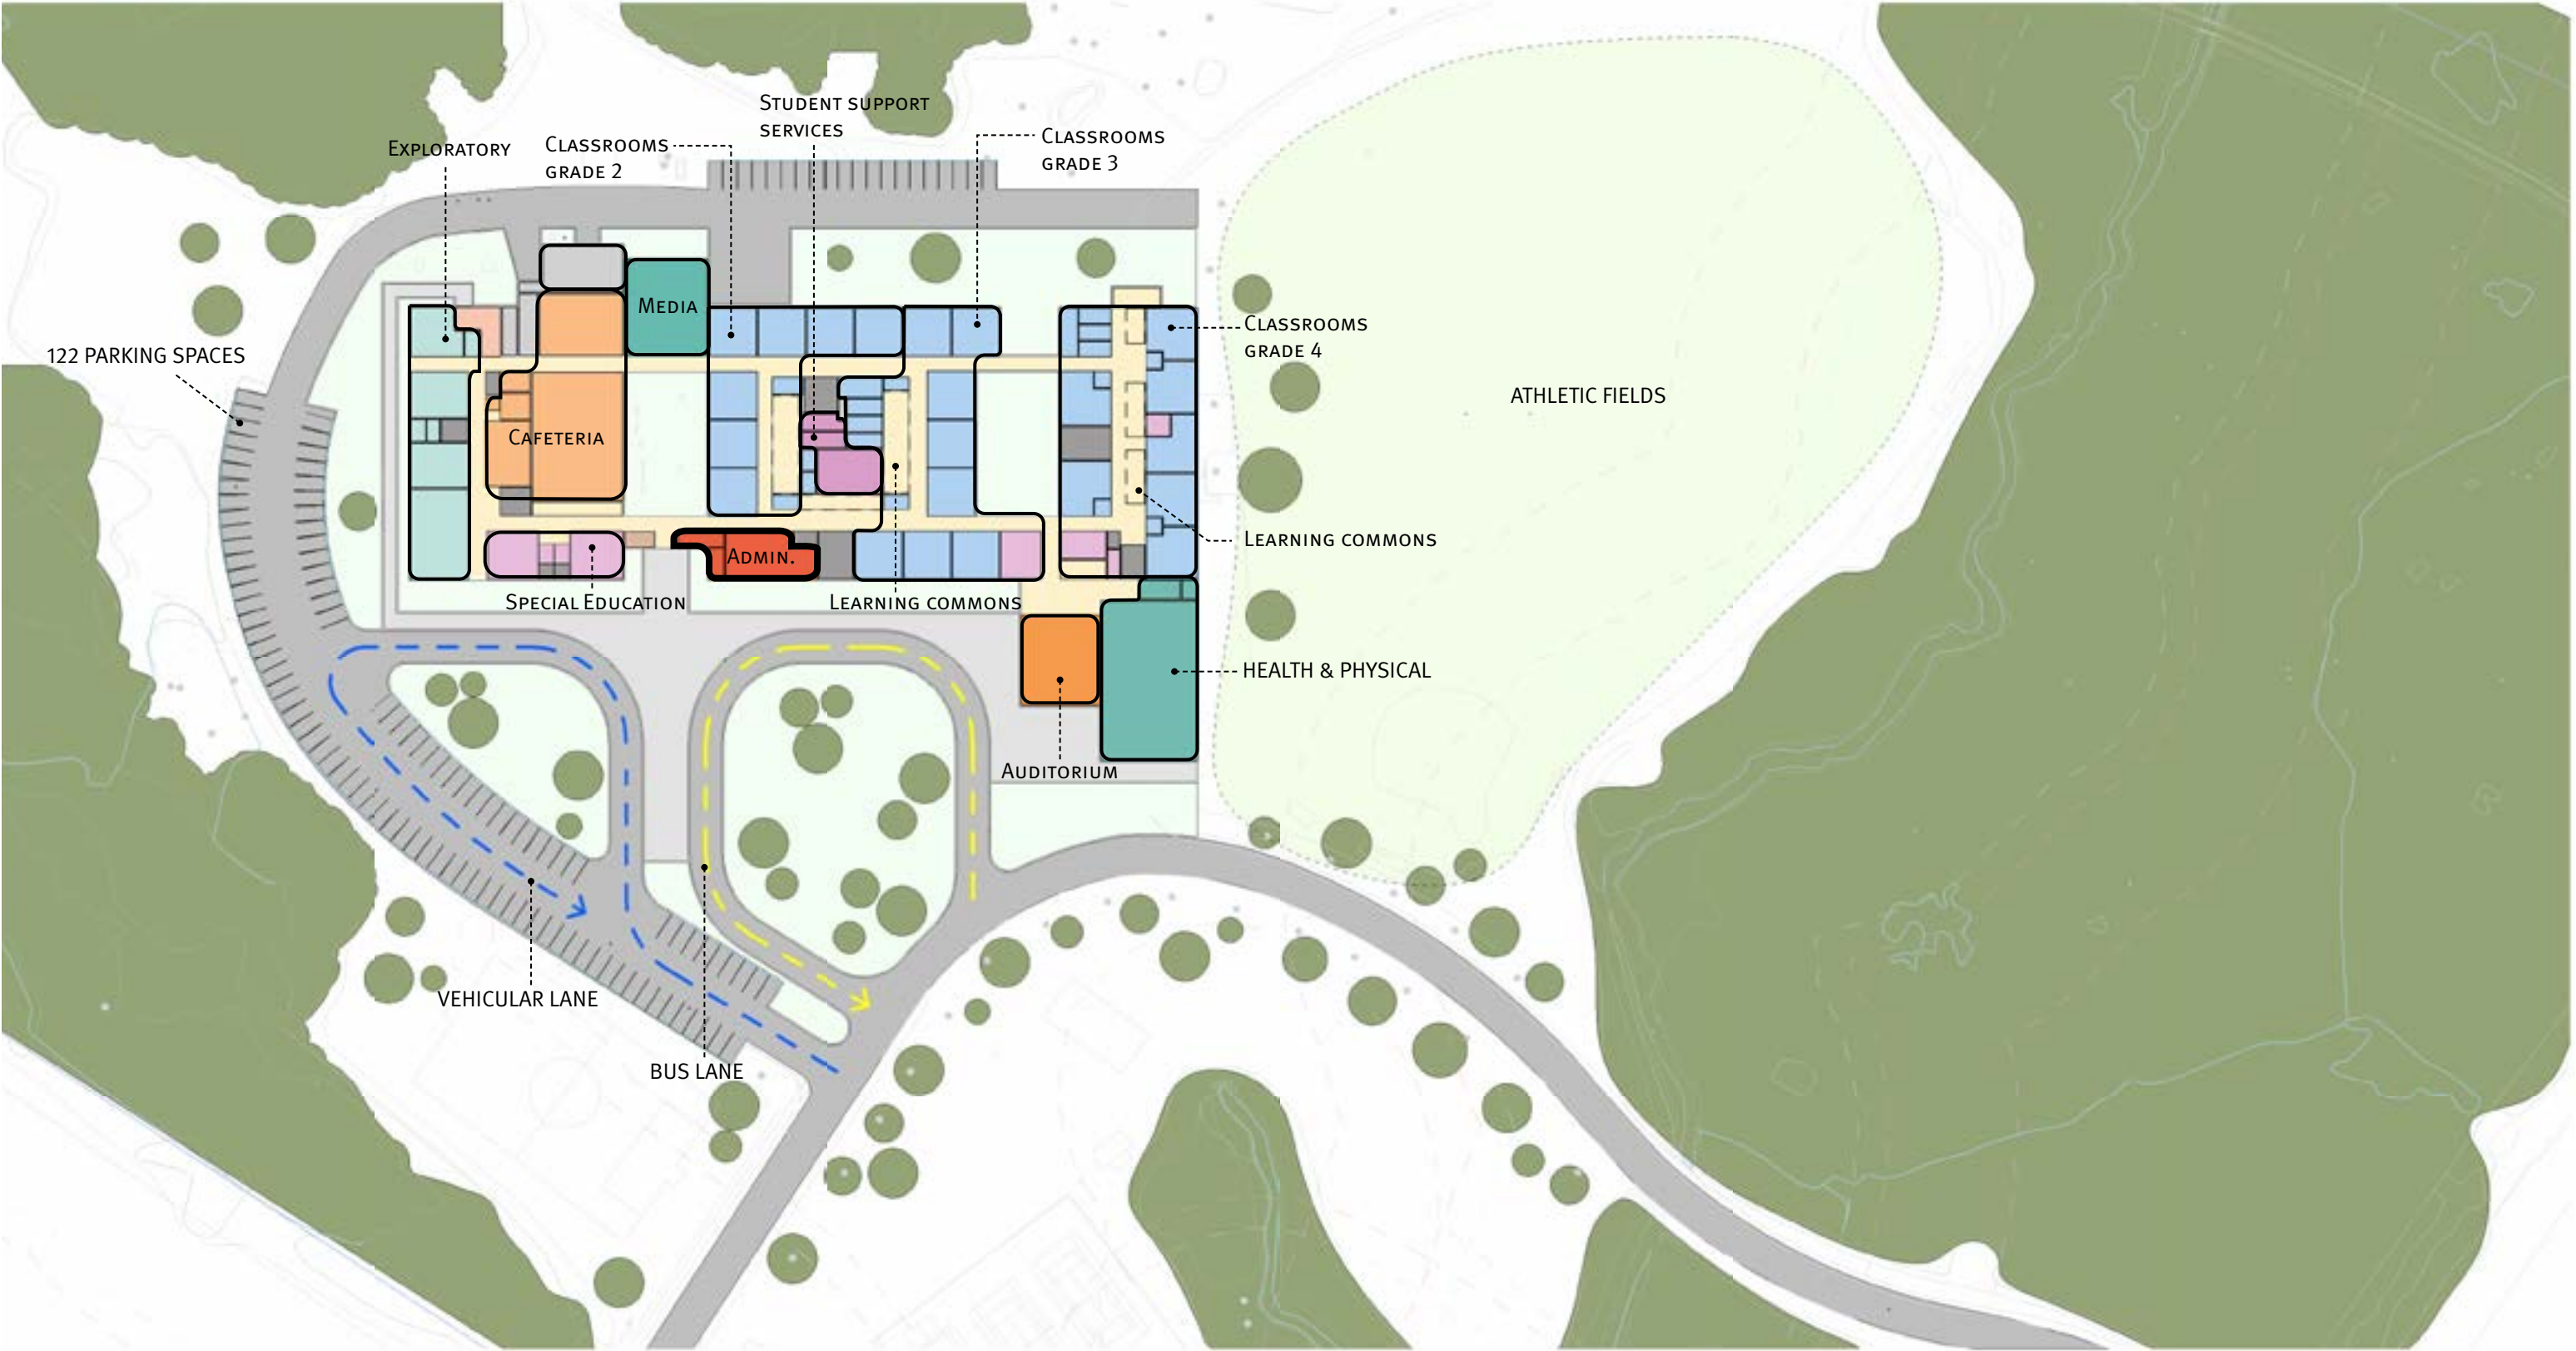 Student support
services
Exploratory
Classrooms
grade 2
Classrooms
grade 3
Media
Classrooms
grade 4
122 PARKING SPACES
ATHLETIC FIELDS
Cafeteria
Learning commons
Admin.
Special Education
Learning commons
HEALTH & PHYSICAL
Auditorium
VEHICULAR LANE
BUS LANE